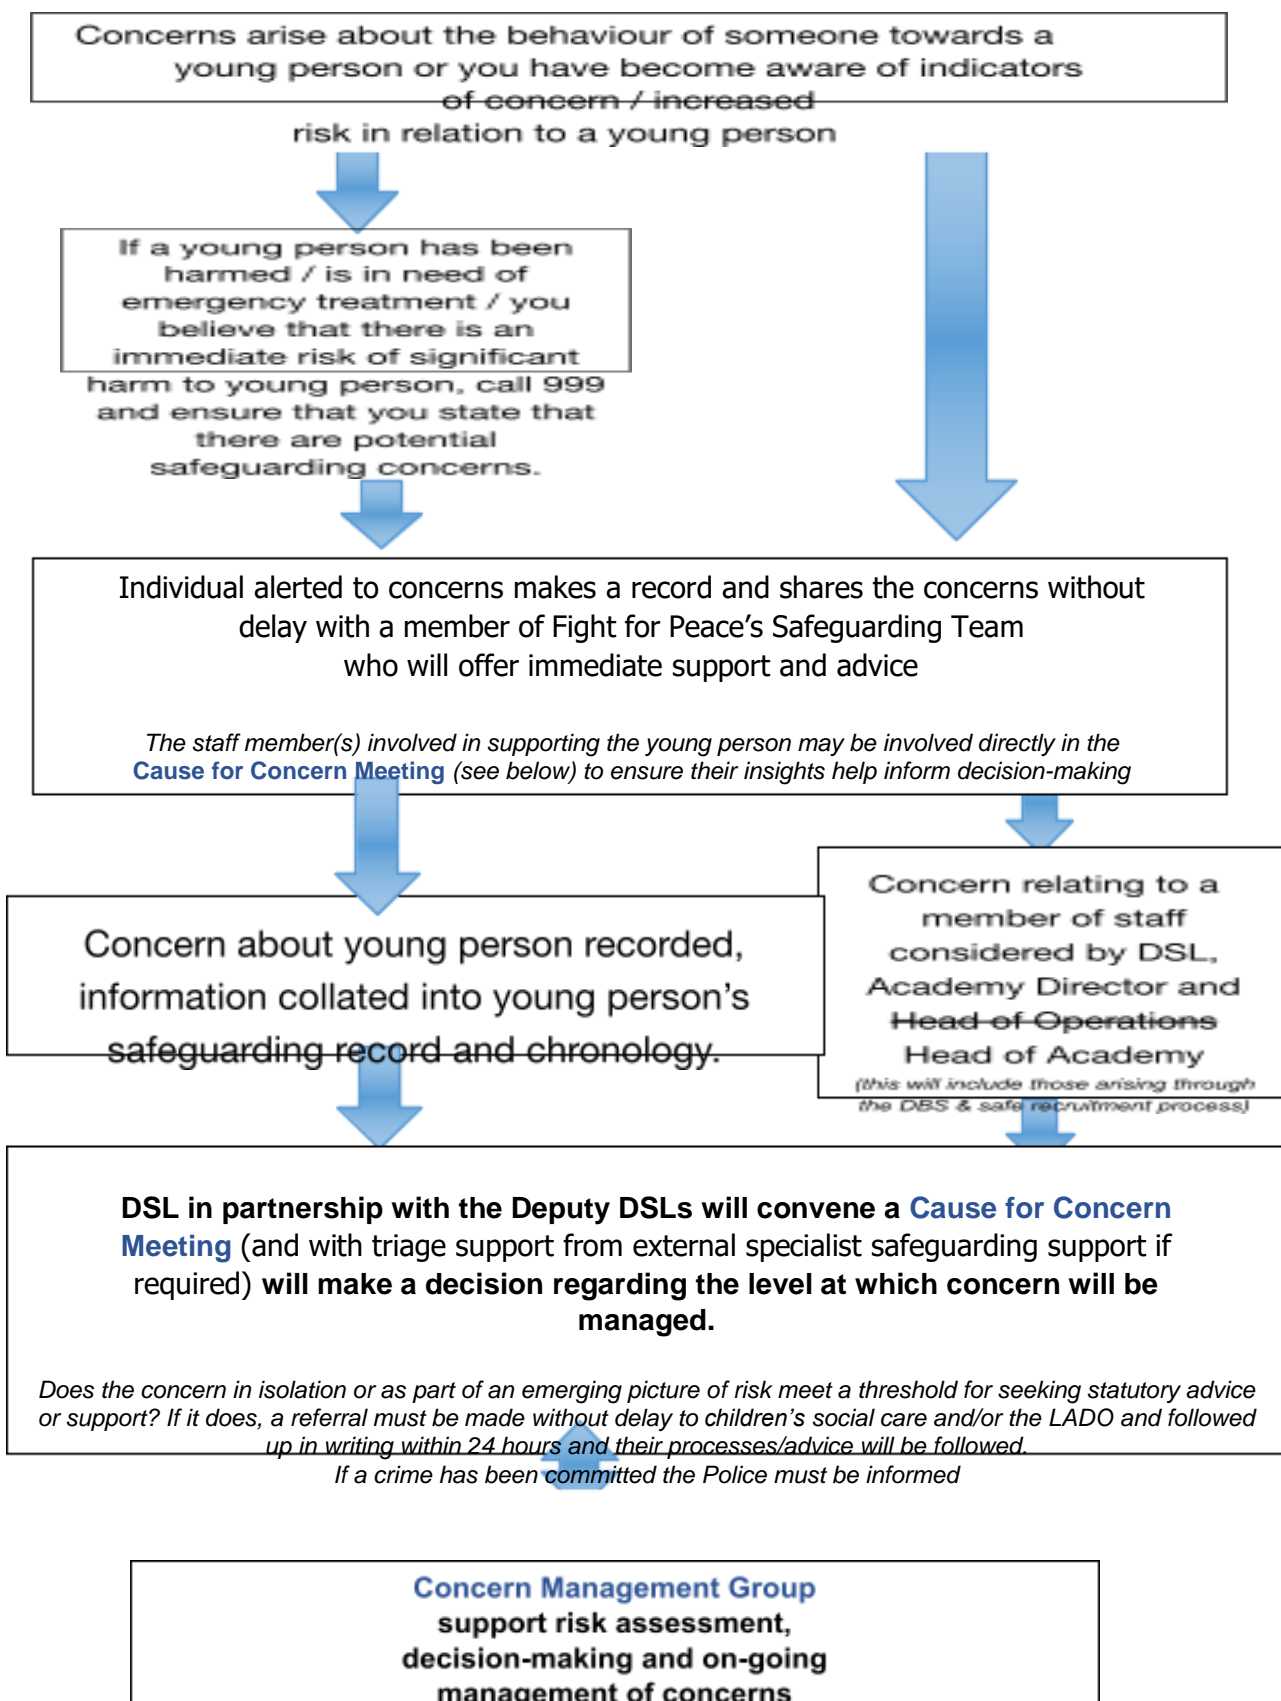 Concerns arise about the behaviour of someone towards a
young person or you have become aware of indicators
of concern / increased
risk in relation to a young person
If a young person has been
harmed / is in need of
emergency treatment / you
believe that there is an
immediate risk of significant
harm to young person, call 999
and ensure that you state that
there are potential
safeguarding concerns.
Individual alerted to concerns makes a record and shares the concerns without
delay with a member of Fight for Peace’s Safeguarding Team
who will offer immediate support and advice
The staff member(s) involved in supporting the young person may be involved directly in the
Cause for Concern Meeting (see below) to ensure their insights help inform decision-making
Concern about young person recorded,
information collated into young person’s
safeguarding record and chronology.
Concern relating to a
member of staff
considered by DSL,
Academy Director and
Head of Operations
Head of Academy
(this will include those arising through
the DBS & safe recruitment process)
DSL in partnership with the Deputy DSLs will convene a Cause for Concern
Meeting (and with triage support from external specialist safeguarding support if
required) will make a decision regarding the level at which concern will be
managed.
Does the concern in isolation or as part of an emerging picture of risk meet a threshold for seeking statutory advice
or support? If it does, a referral must be made without delay to children’s social care and/or the LADO and followed
up in writing within 24 hours and their processes/advice will be followed.
If a crime has been committed the Police must be informed
Concern Management Group
support risk assessment,
decision-making and on-going
management of concerns